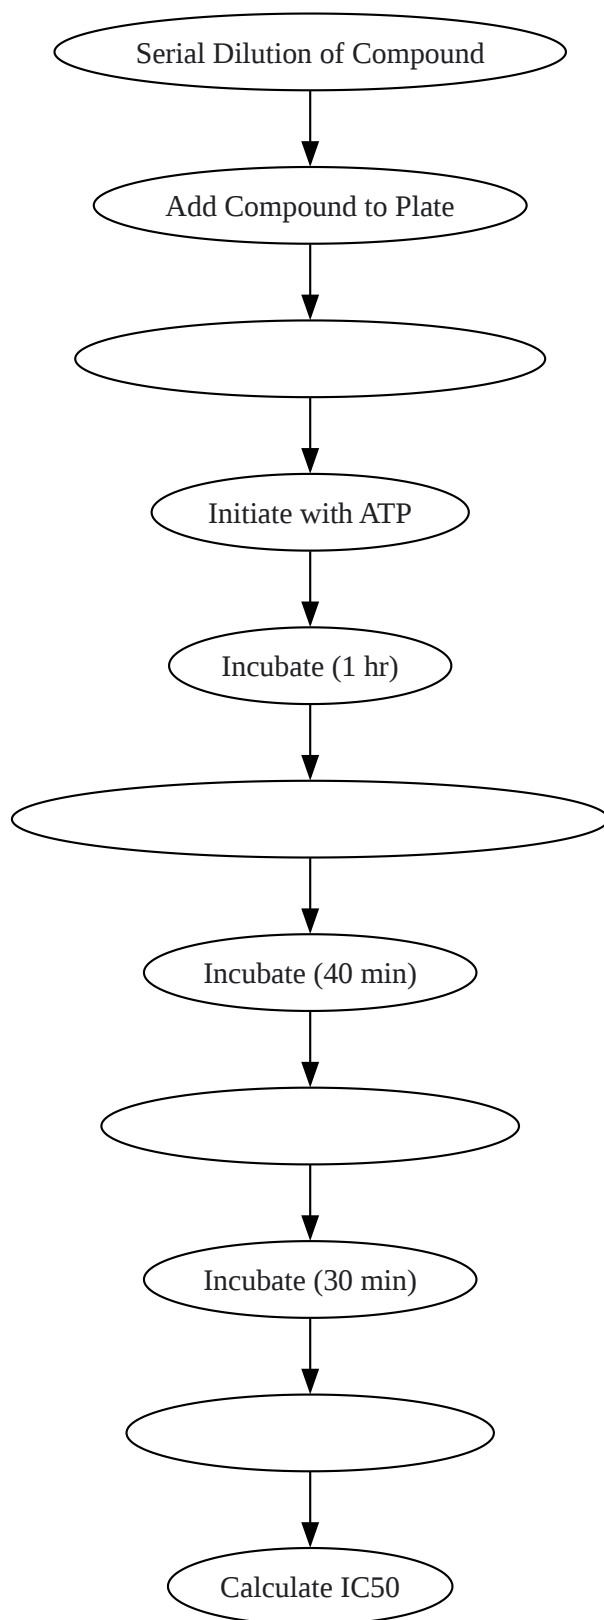 Serial Dilution of Compound
Add Compound to Plate
Initiate with ATP
Incubate (1 hr)
Incubate (40 min)
Incubate (30 min)
Calculate IC50